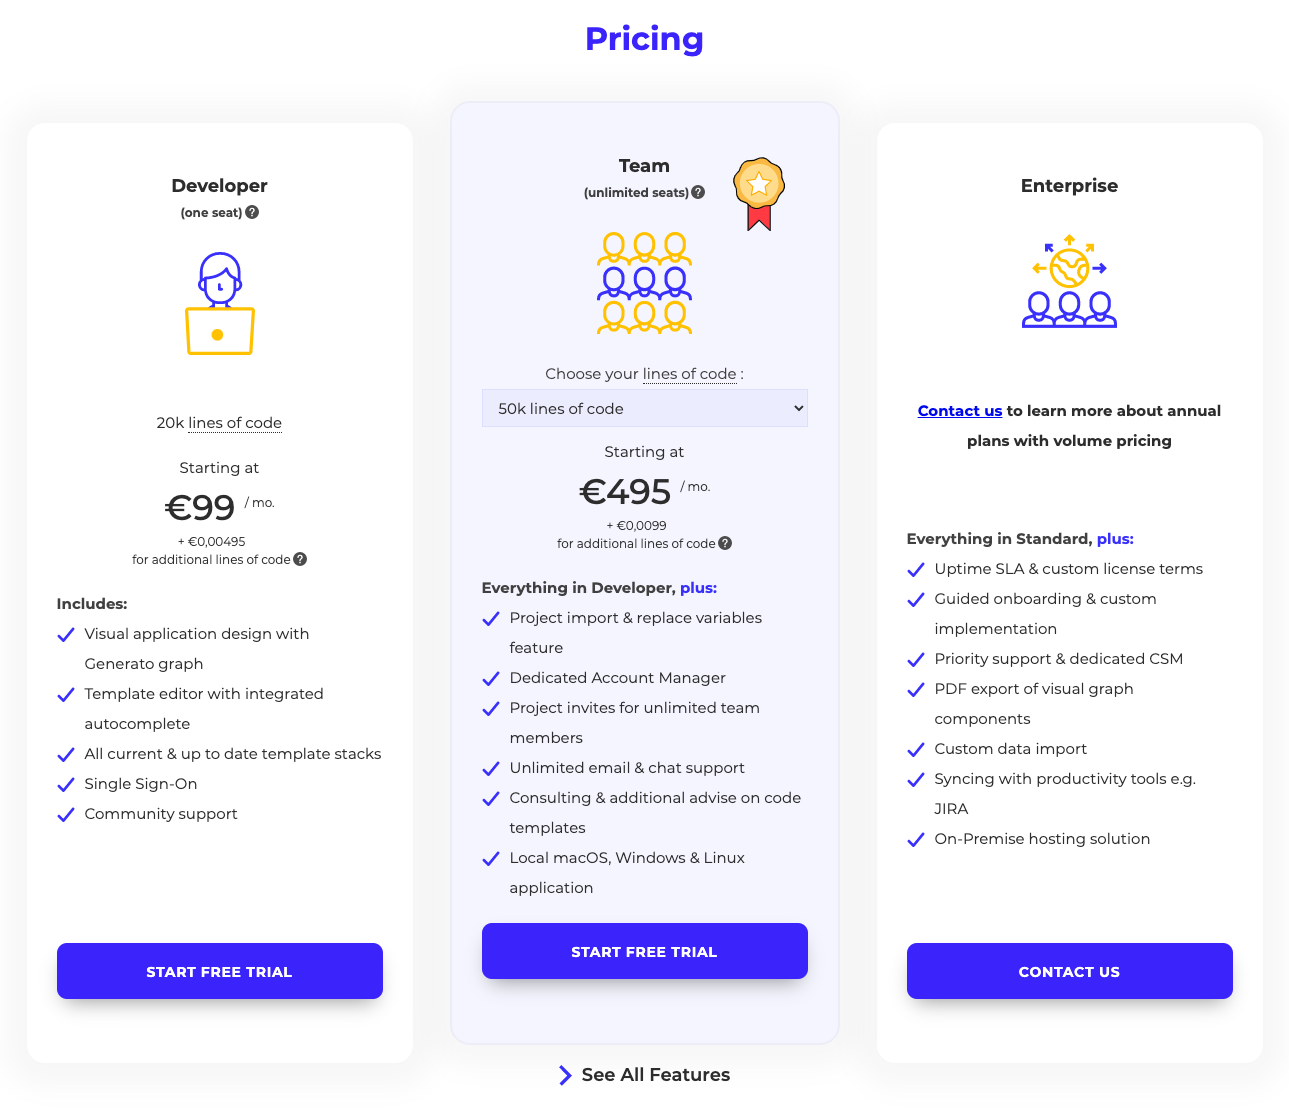 Pricing
Developer
(one seat) ?
20k lines of code
Starting at
€99 / mo.
+ €0,00495
for additional lines of code ?
Includes:
Visual application design with
Generato graph
Template editor with integrated
autocomplete
All current & up to date template stacks
Single Sign-On
Community support
START FREE TRIAL
Team
(unlimited seats) ?
Choose your lines of code :
50k lines of code
Starting at
€495 / mo.
+ €0,0099
for additional lines of code ?
Everything in Developer, plus:
Project import & replace variables
feature
Dedicated Account Manager
Project invites for unlimited team
members
Unlimited email & chat support
Consulting & additional advise on code
templates
Local macOS, Windows & Linux
application
START FREE TRIAL
Enterprise
Contact us to learn more about annual
plans with volume pricing
Everything in Standard, plus:
Uptime SLA & custom license terms
Guided onboarding & custom
implementation
Priority support & dedicated CSM
PDF export of visual graph
components
Custom data import
Syncing with productivity tools e.g.
JIRA
On-Premise hosting solution
CONTACT US
See All Features